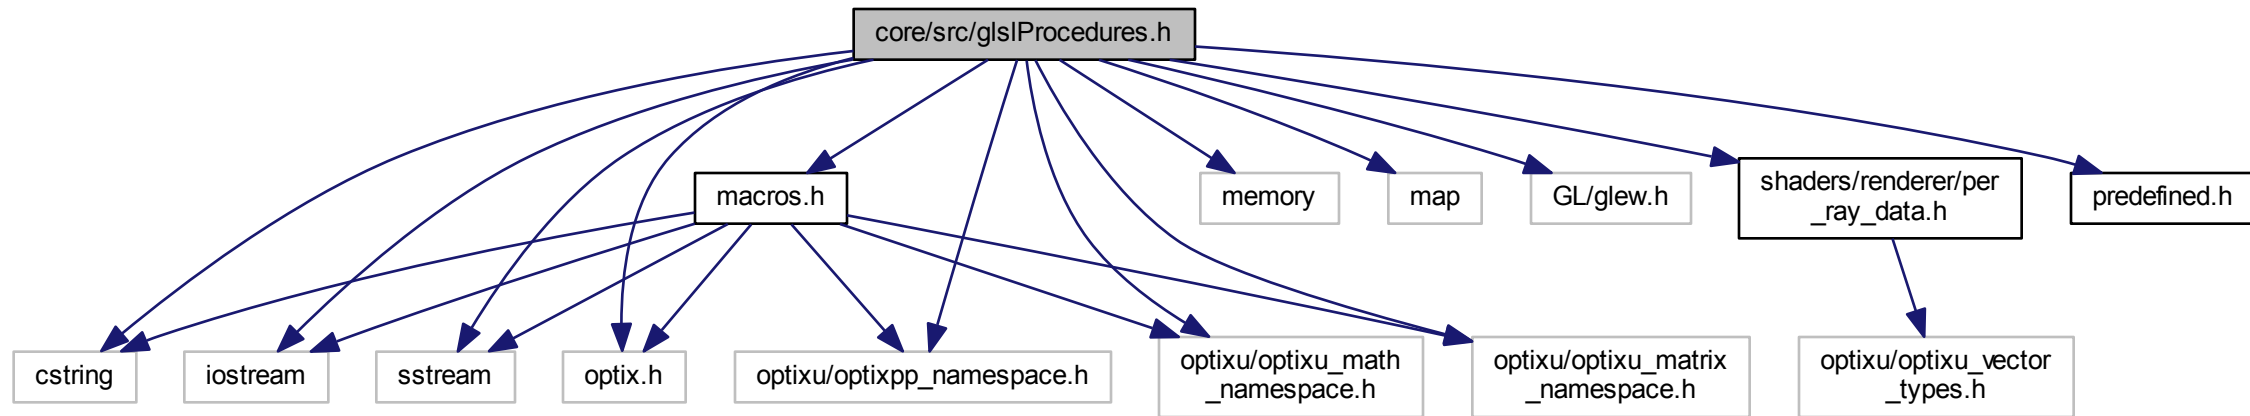 core/src/glslProcedures.h
macros.h
memory
map
GL/glew.h
shaders/renderer/per
_ray_data.h
predefined.h
cstring
iostream
sstream
optix.h
optixu/optixpp_namespace.h
optixu/optixu_math
_namespace.h
optixu/optixu_matrix
_namespace.h
optixu/optixu_vector
_types.h